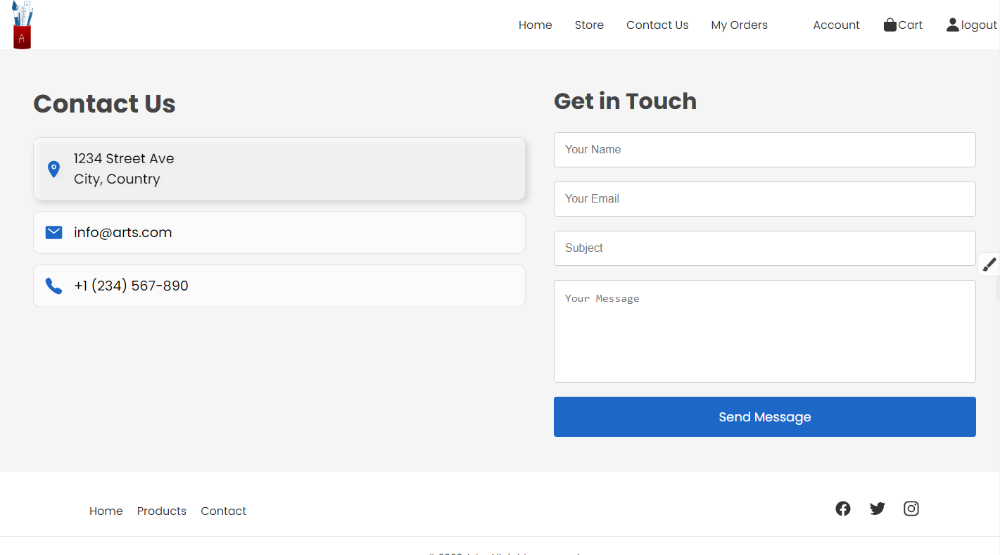 A
Home Store Contact Us My Orders Account Cart logout
Contact Us
1234 Street Ave
City, Country
info@arts.com
+1 (234) 567-890
Get in Touch
Your Name
Your Email
Subject
Your Message
Send Message
Home Products Contact